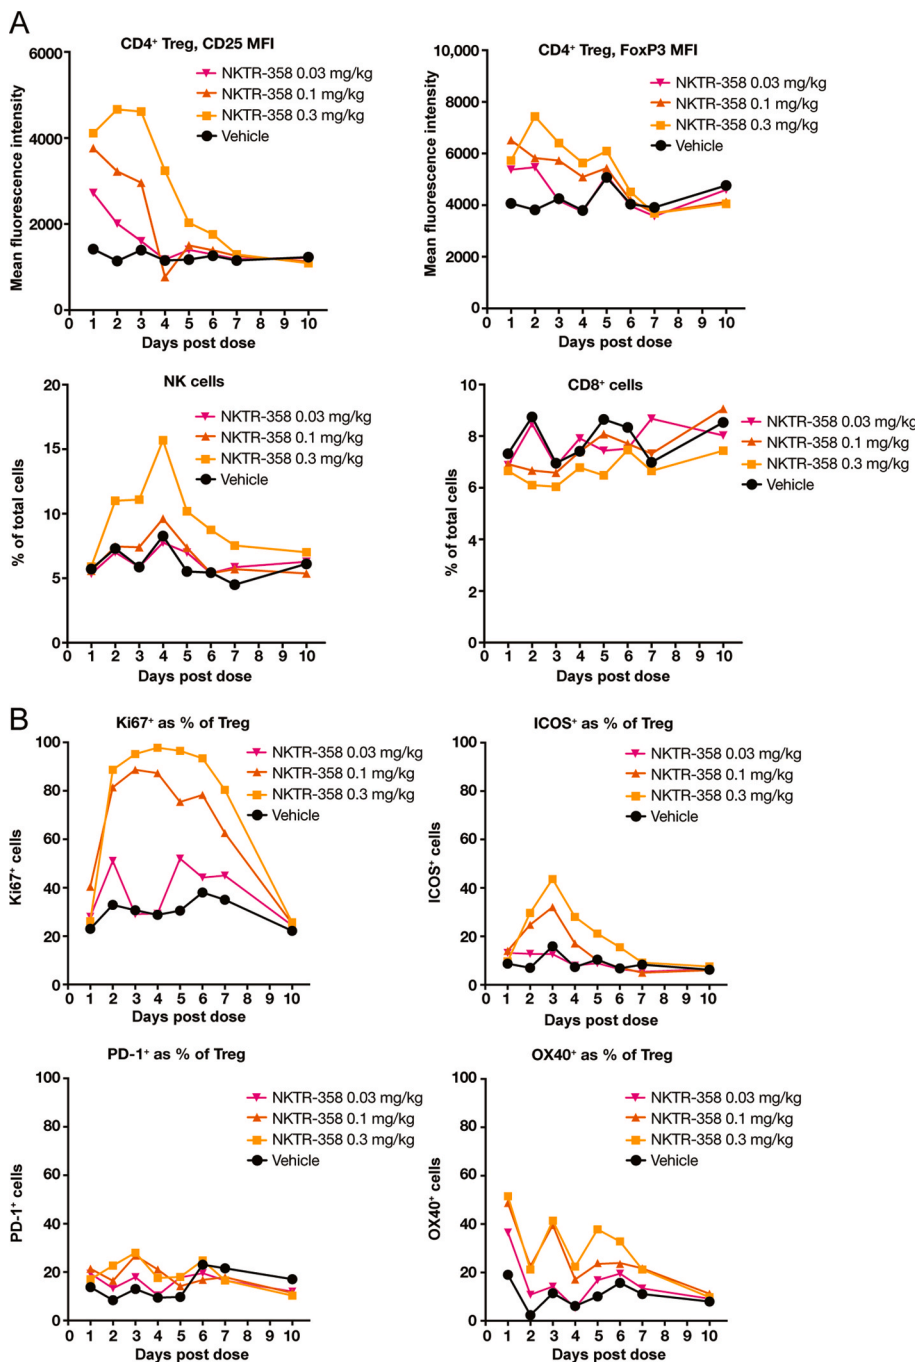 A
CD4⁺ Treg, CD25 MFI
NKTR-358 0.03 mg/kg
NKTR-358 0.1 mg/kg
NKTR-358 0.3 mg/kg
Vehicle
Mean fluorescence intensity
6000
4000
2000
0
0 1 2 3 4 5 6 7 8 9 10
Days post dose
CD4⁺ Treg, FoxP3 MFI
NKTR-358 0.03 mg/kg
NKTR-358 0.1 mg/kg
NKTR-358 0.3 mg/kg
Vehicle
Mean fluorescence intensity
10,000
8000
6000
4000
2000
0
0 1 2 3 4 5 6 7 8 9 10
Days post dose
NK cells
NKTR-358 0.03 mg/kg
NKTR-358 0.1 mg/kg
NKTR-358 0.3 mg/kg
Vehicle
% of total cells
20
15
10
5
0
0 1 2 3 4 5 6 7 8 9 10
Days post dose
CD8⁺ cells
NKTR-358 0.03 mg/kg
NKTR-358 0.1 mg/kg
NKTR-358 0.3 mg/kg
Vehicle
% of total cells
10
8
6
4
2
0
0 1 2 3 4 5 6 7 8 9 10
Days post dose
B
Ki67⁺ as % of Treg
NKTR-358 0.03 mg/kg
NKTR-358 0.1 mg/kg
NKTR-358 0.3 mg/kg
Vehicle
Ki67⁺ cells
100
80
60
40
20
0
0 1 2 3 4 5 6 7 8 9 10
Days post dose
ICOS⁺ as % of Treg
NKTR-358 0.03 mg/kg
NKTR-358 0.1 mg/kg
NKTR-358 0.3 mg/kg
Vehicle
ICOS⁺ cells
100
80
60
40
20
0
0 1 2 3 4 5 6 7 8 9 10
Days post dose
PD-1⁺ as % of Treg
NKTR-358 0.03 mg/kg
NKTR-358 0.1 mg/kg
NKTR-358 0.3 mg/kg
Vehicle
PD-1⁺ cells
100
80
60
40
20
0
0 1 2 3 4 5 6 7 8 9 10
Days post dose
OX40⁺ as % of Treg
NKTR-358 0.03 mg/kg
NKTR-358 0.1 mg/kg
NKTR-358 0.3 mg/kg
Vehicle
OX40⁺ cells
100
80
60
40
20
0
0 1 2 3 4 5 6 7 8 9 10
Days post dose